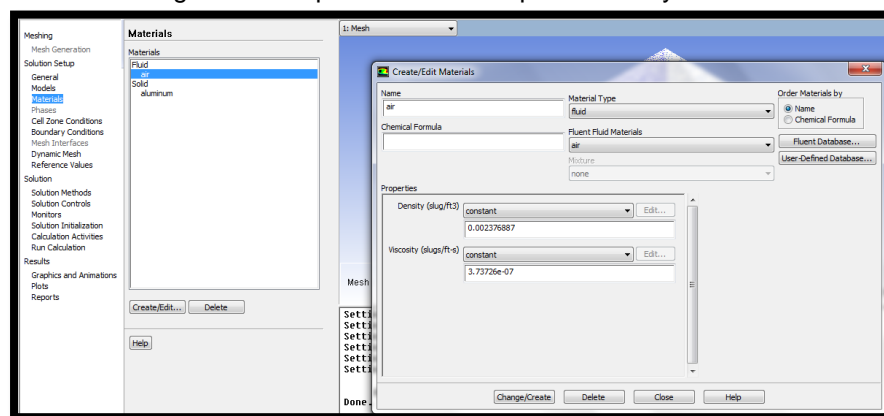 Meshing
Mesh Generation
Solution Setup
General
Models
Materials
Phases
Cell Zone Conditions
Boundary Conditions
Mesh Interfaces
Dynamic Mesh
Reference Values
Solution
Solution Methods
Solution Controls
Monitors
Solution Initialization
Calculation Activities
Run Calculation
Results
Graphics and Animations
Plots
Reports
Materials
Materials
Fluid
air
Solid
aluminum
Create/Edit... Delete
Help
1: Mesh
Mesh
Setti
Setti
Setti
Setti
Setti
Setti
Done.
Create/Edit Materials
Name
air
Chemical Formula
Material Type
fluid
Fluent Fluid Materials
air
Mixture
none
Order Materials by
Name
Chemical Formula
Fluent Database...
User-Defined Database...
Properties
Density (slug/ft3) constant Edit...
0.002376887
Viscosity (slugs/ft-s) constant Edit...
3.73726e-07
Change/Create Delete Close Help